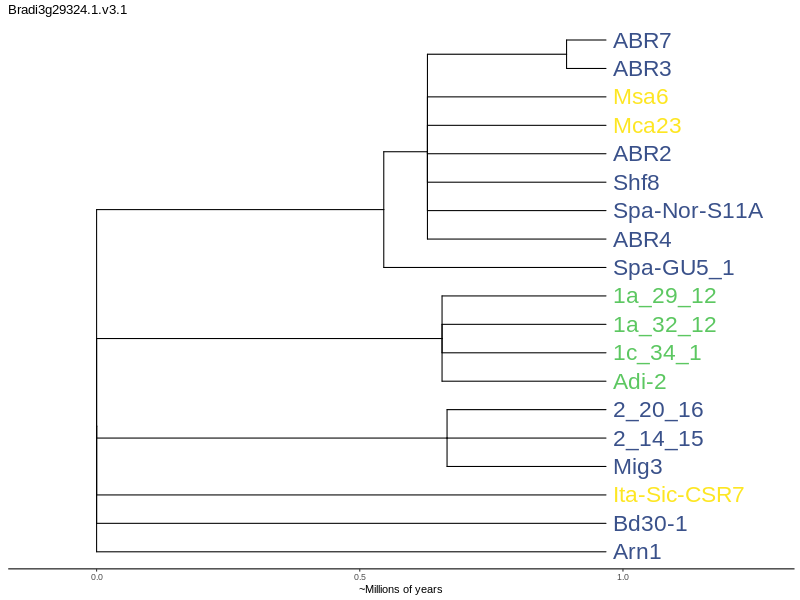 Bradi3g29324.1.v3.1
ABR7
ABR3
Msa6
Mca23
ABR2
Shf8
Spa-Nor-S11A
ABR4
Spa-GU5_1
1a_29_12
1a_32_12
1c_34_1
Adi-2
2_20_16
2_14_15
Mig3
Ita-Sic-CSR7
Bd30-1
Arn1
0.0 0.5 1.0
~Millions of years